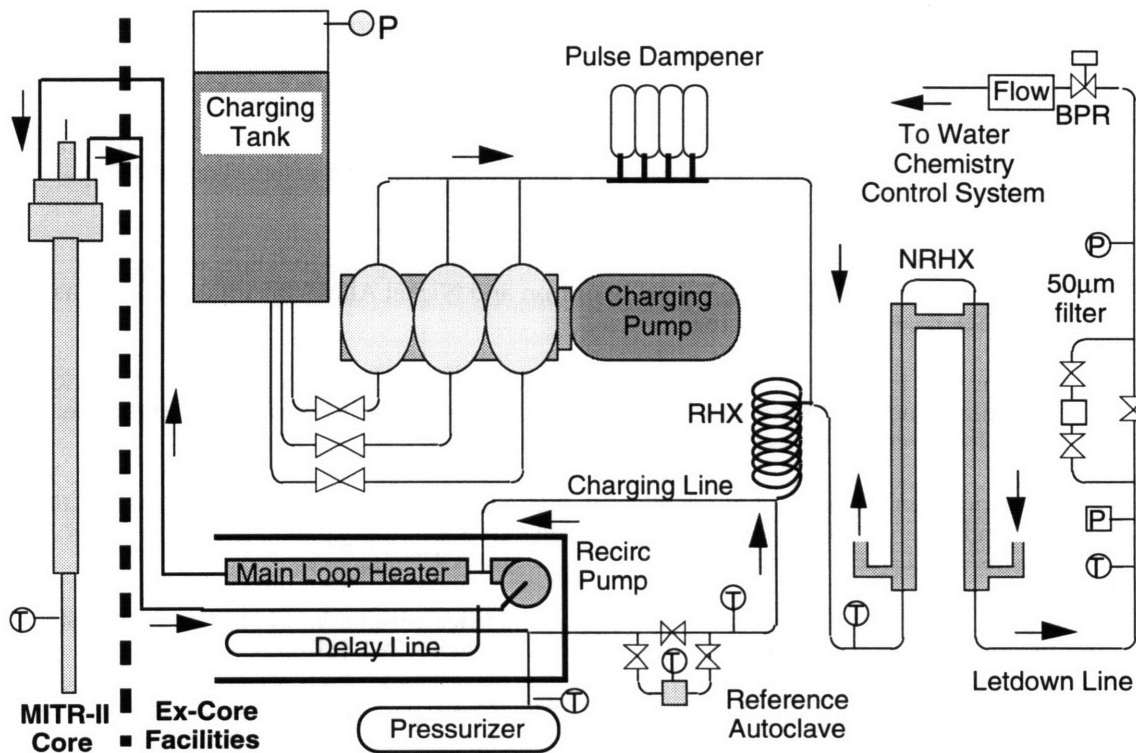 P
Pulse Dampener
Charging
Tank
Flow
BPR
To Water
Chemistry
Control System
P
NRHX
50µm
filter
Charging
Pump
RHX
Charging Line
P
Recirc
Pump
Main Loop Heater
T
T
T
T
Delay Line
T
T
Letdown Line
Reference
Autoclave
MITR-II
Core
Ex-Core
Facilities
Pressurizer